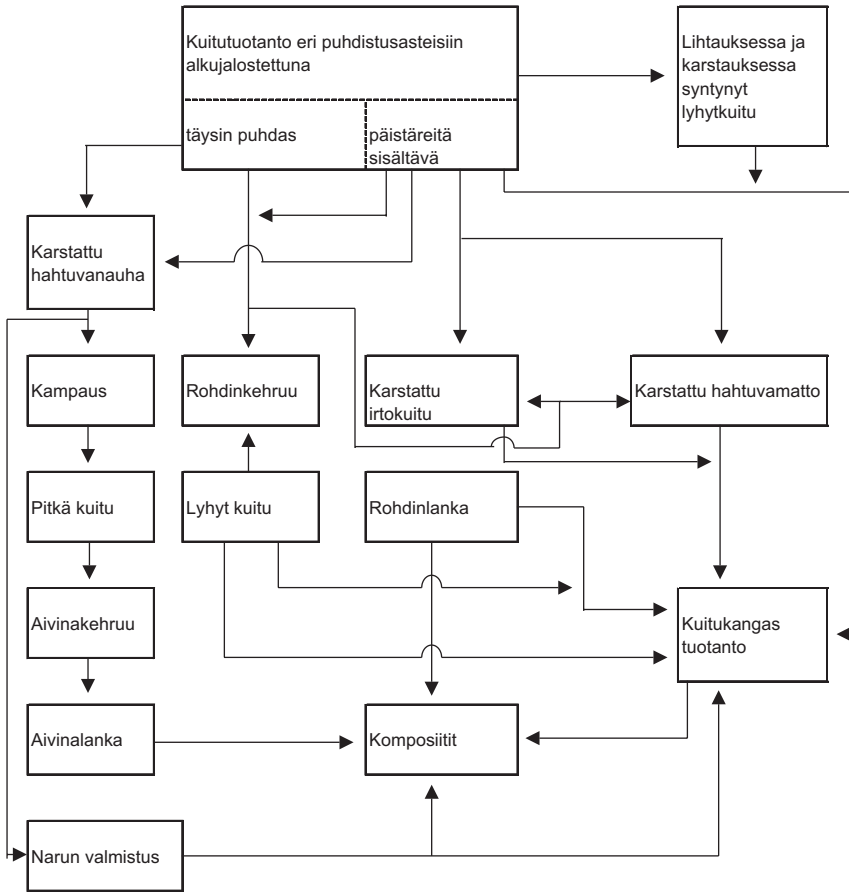 Kuitutuotanto eri puhdistusasteisiin
alkujalostettuna
täysin puhdas
päistäreitä
sisältävä
Lihtauksessa ja
karstauksessa
syntynyt
lyhytkuitu
Karstattu
hahtuvanauha
Kampaus
Rohdinkehruu
Karstattu
irtokuitu
Karstattu hahtuvamatto
Pitkä kuitu
Lyhyt kuitu
Rohdinlanka
Aivinakehruu
Kuitukangas
tuotanto
Aivinalanka
Komposiitit
Narun valmistus